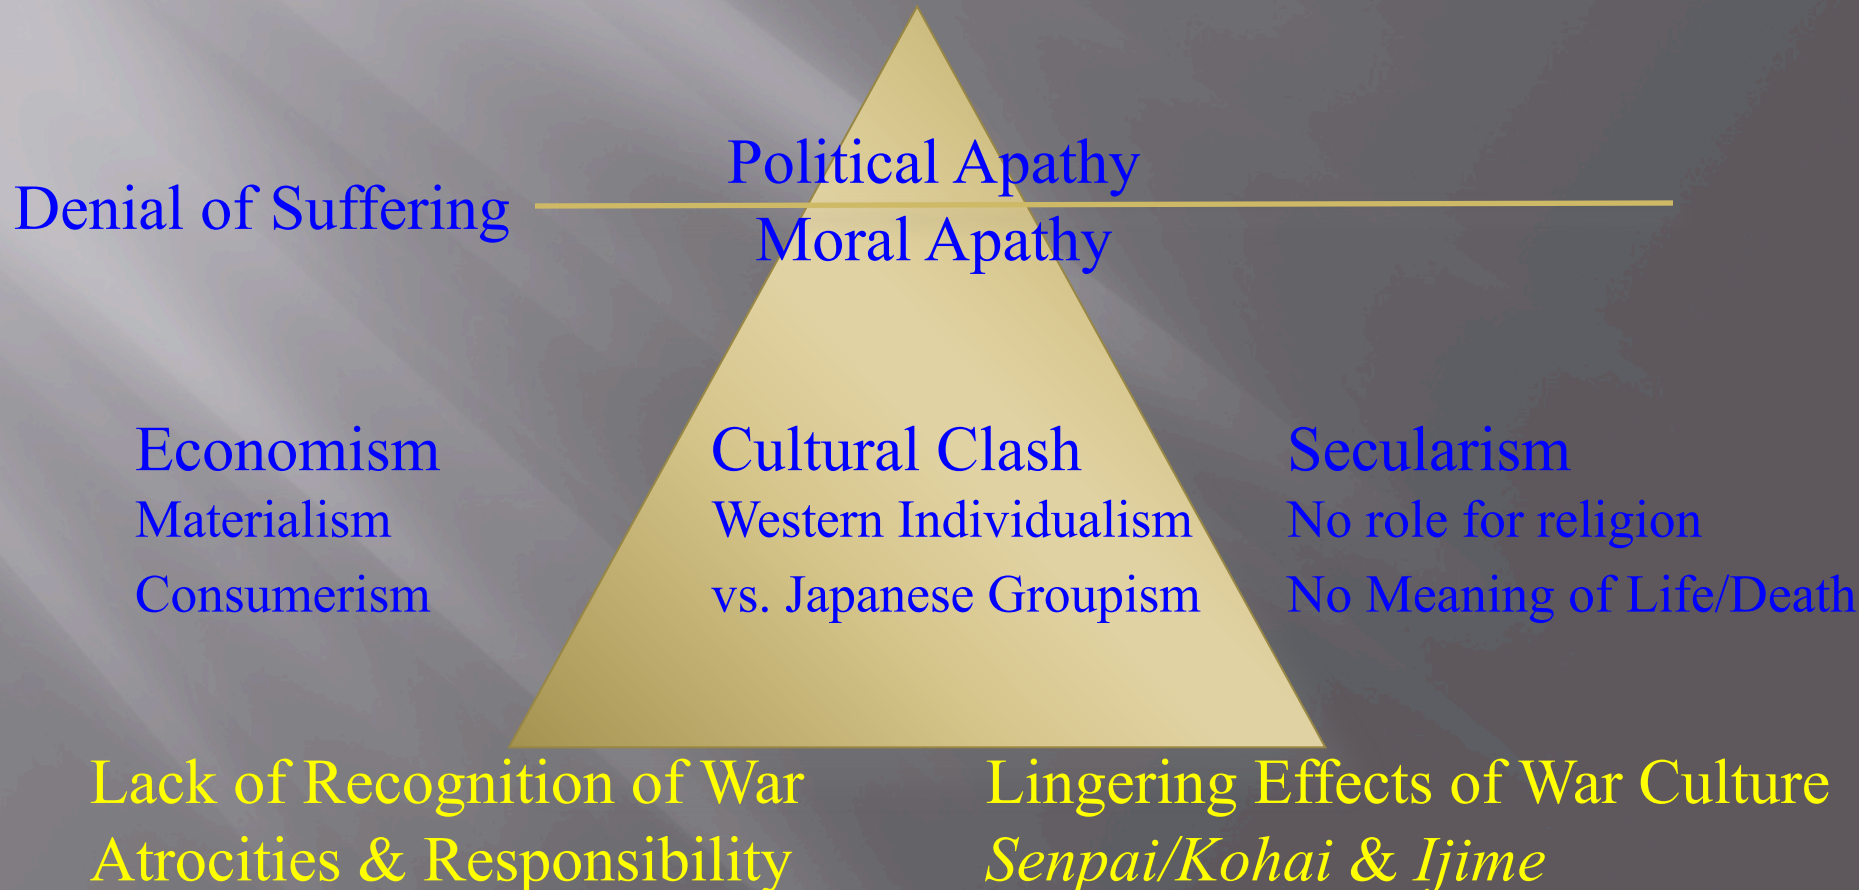 Political Apathy
Denial of Suffering
Moral Apathy
Economism
Materialism
Consumerism
Cultural Clash
Western Individualism
vs. Japanese Groupism
Secularism
No role for religion
No Meaning of Life/Death
Lack of Recognition of War
Atrocities & Responsibility
Lingering Effects of War Culture
Senpai/Kohai & Ijime